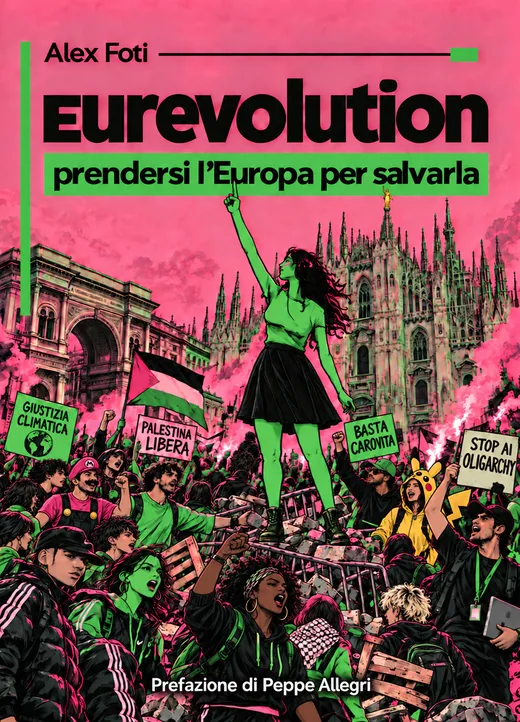 Alex Foti
Eurevolution
prendersi l'Europa per salvarla
GIUSTIZIA
CLIMATICA
PALESTINA
LIBERA
BASTA
CAROVITA
STOP AI
OLIGARCHY
Prefazione di Peppe Allegri